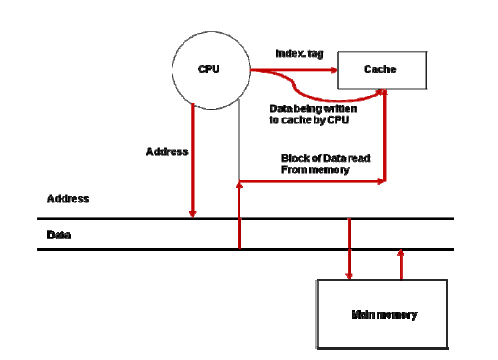 Index, tag
CPU
Cache
Data being written
to cache by CPU
Address
Block of Data read
From memory
Address
Data
Main memory